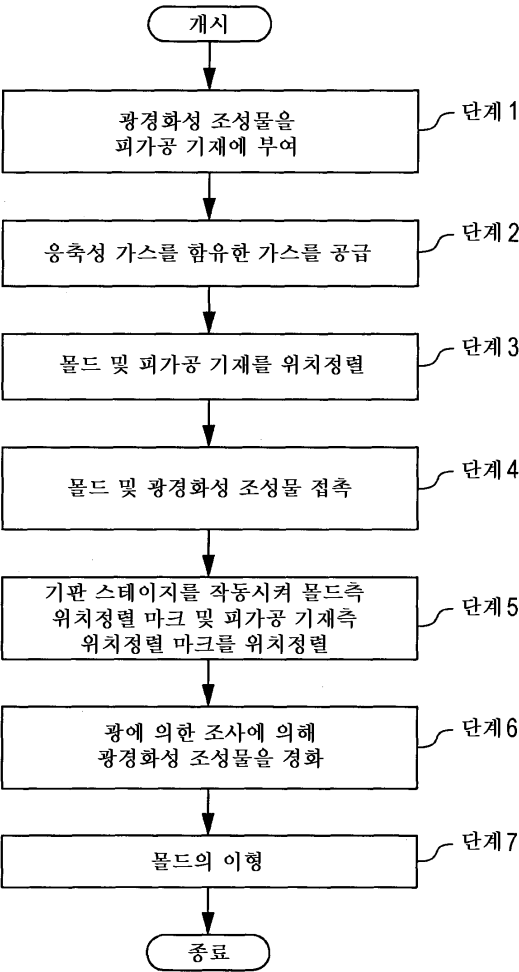 개시
광경화성 조성물을
피가공 기재에 부여
단계 1
응축성 가스를 함유한 가스를 공급
단계 2
몰드 및 피가공 기재를 위치정렬
단계 3
몰드 및 광경화성 조성물 접촉
단계 4
기판 스테이지를 작동시켜 몰드측
위치정렬 마크 및 피가공 기재측
위치정렬 마크를 위치정렬
단계 5
광에 의한 조사에 의해
광경화성 조성물을 경화
단계 6
몰드의 이형
단계 7
종료